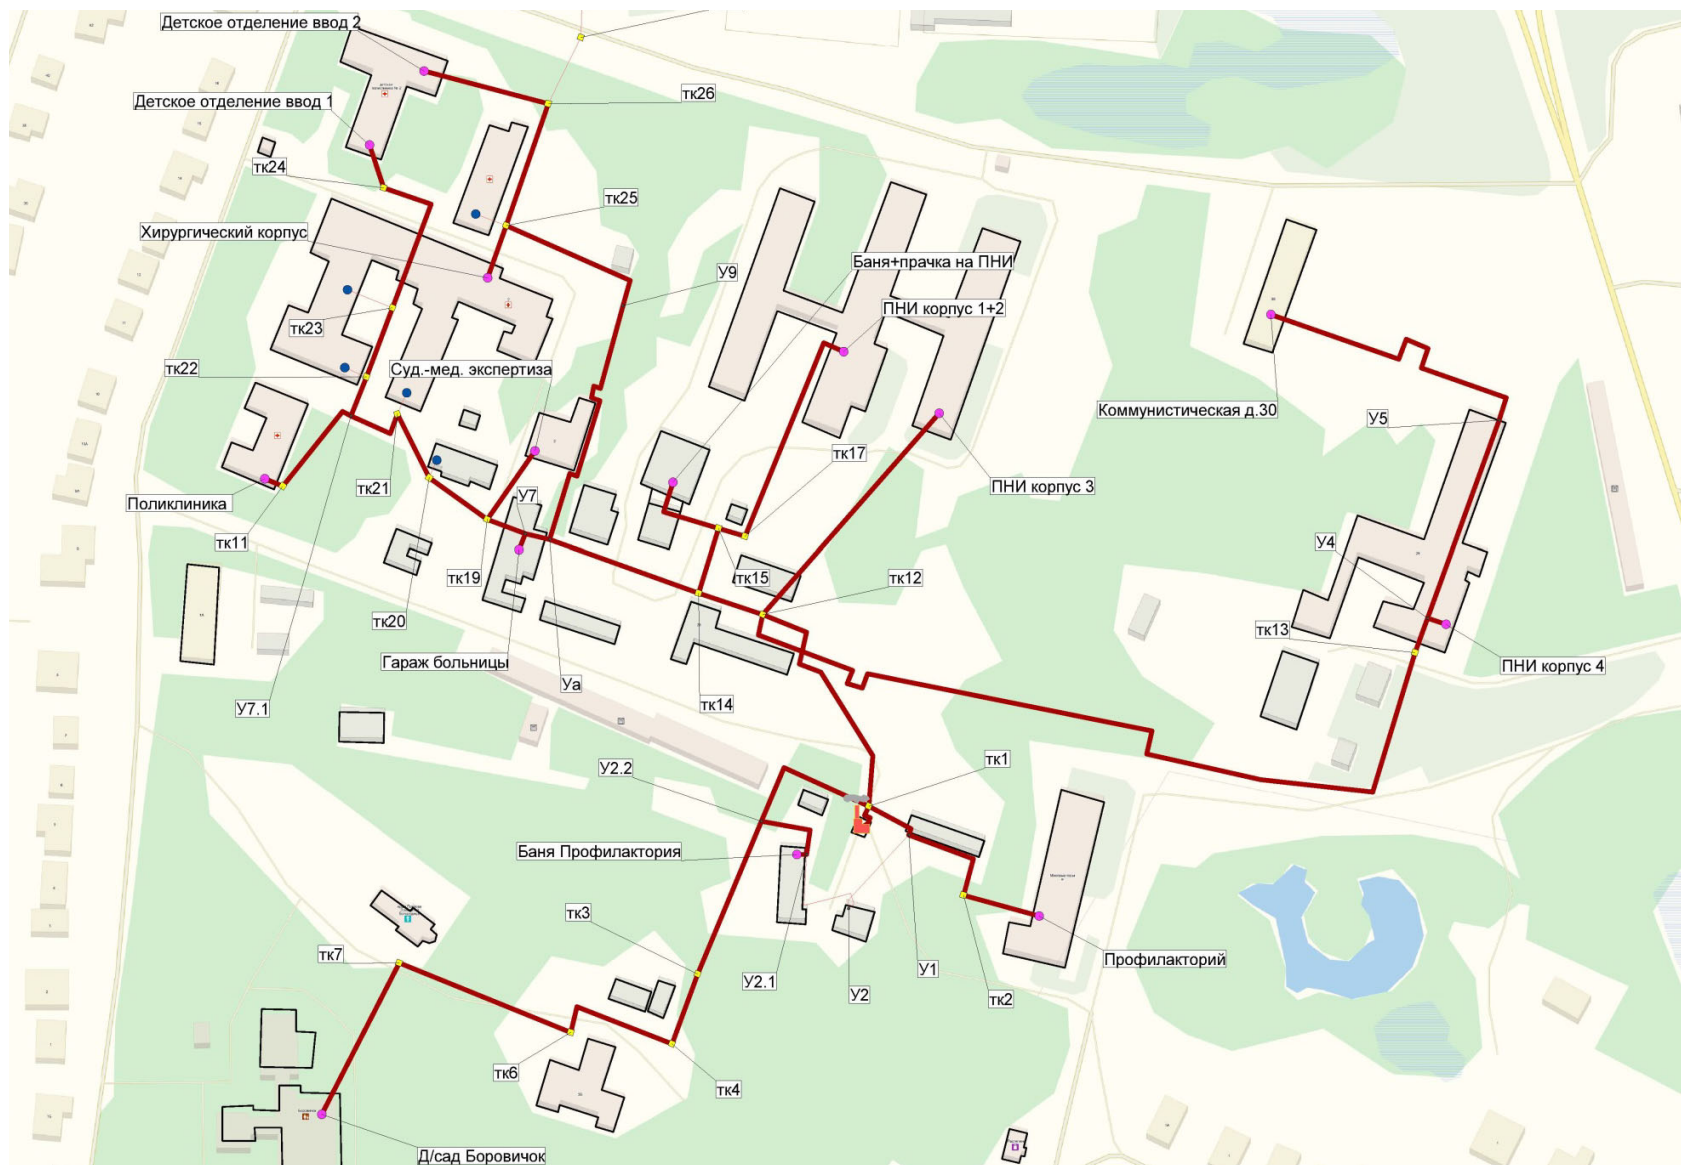 Детское отделение ввод 2
тк26
Детское отделение ввод 1
тк24
тк25
Хирургический корпус
У9
Баня+прачка на ПНИ
ПНИ корпус 1+2
тк23
тк22
Суд.-мед. экспертиза
Коммунистическая д.30
У5
тк17
ПНИ корпус 3
тк21
У7
Поликлиника
тк11
У4
тк19
тк15
тк12
тк20
тк13
Гараж больницы
Уа
ПНИ корпус 4
У7.1
тк14
У2.2
тк1
Баня Профилактория
тк3
тк7
У2.1
У2
У1
тк2
Профилакторий
тк6
тк4
Д/сад Боровичок